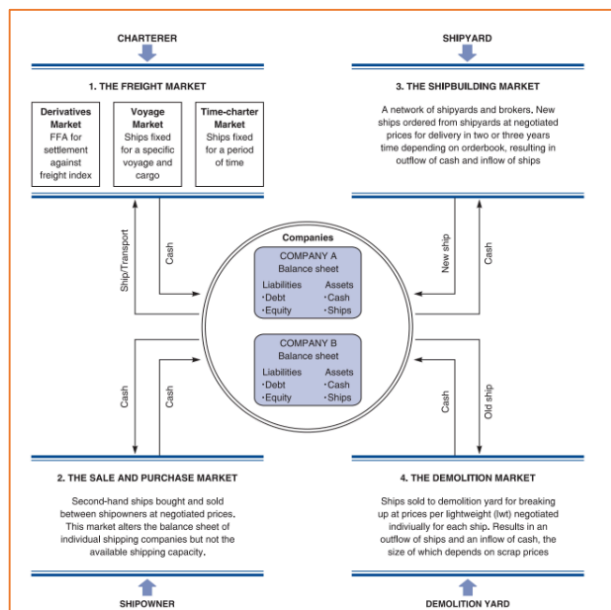 CHARTERER
SHIPYARD
1. THE FREIGHT MARKET
Derivatives
Market
FFA for
settlement
against
freight index
Voyage
Market
Ships fixed
for a specific
voyage and
cargo
Time-charter
Market
Ships fixed
for a period
of time
3. THE SHIPBUILDING MARKET
A network of shipyards and brokers. New
ships ordered from shipyards at negotiated
prices for delivery in two or three years
time depending on orderbook, resulting in
outflow of cash and inflow of ships
Ship/Transport
Cash
Companies
COMPANY A
Balance sheet
Liabilities Assets
•Debt •Cash
•Equity •Ships
COMPANY B
Balance sheet
Liabilities Assets
•Debt •Cash
•Equity •Ships
New ship
Cash
Cash
Cash
Cash
Old ship
2. THE SALE AND PURCHASE MARKET
Second-hand ships bought and sold
between shipowners at negotiated prices.
This market alters the balance sheet of
individual shipping companies but not the
available shipping capacity.
4. THE DEMOLITION MARKET
Ships sold to demolition yard for breaking
up at prices per lightweight (lwt) negotiated
indiviually for each ship. Results in an
outflow of ships and an inflow of cash, the
size of which depends on scrap prices
SHIPOWNER
DEMOLITION YARD